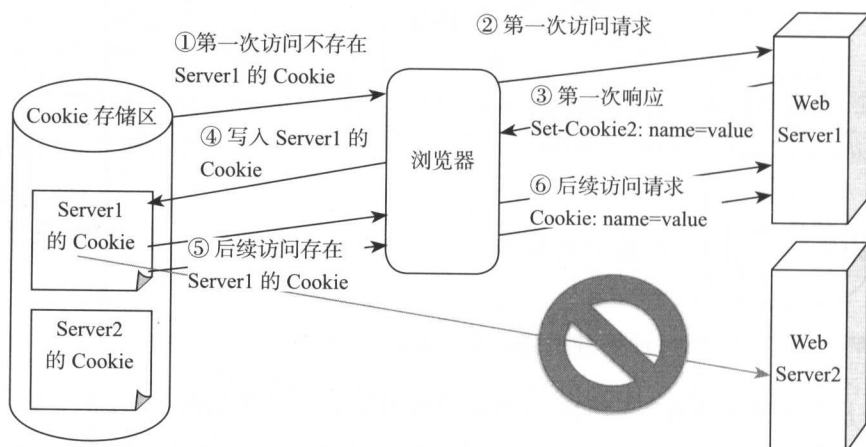 ①第一次访问不存在
Server1 的 Cookie
② 第一次访问请求
Cookie 存储区
③ 第一次响应
Set-Cookie2: name=value
Web
Server1
④ 写入 Server1 的
Cookie
浏览器
⑥ 后续访问请求
Cookie: name=value
Server1
的 Cookie
⑤ 后续访问存在
Server1 的 Cookie
Server2
的 Cookie
Web
Server2